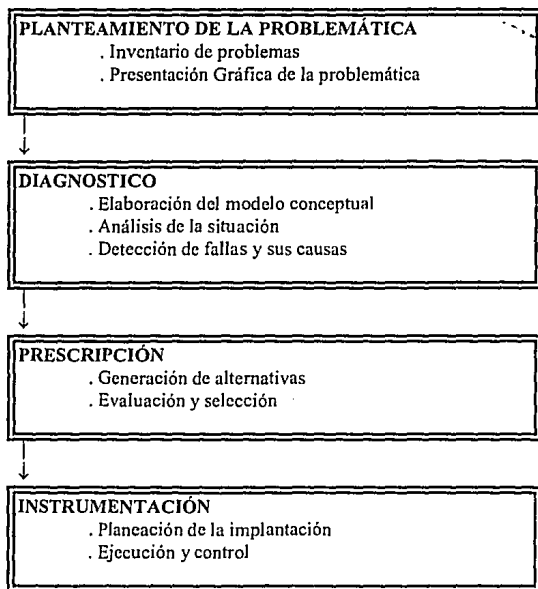 PLANTEAMIENTO DE LA PROBLEMÁTICA
. Inventario de problemas
. Presentación Gráfica de la problemática
DIAGNOSTICO
. Elaboración del modelo conceptual
. Análisis de la situación
. Detección de fallas y sus causas
PRESCRIPCIÓN
. Generación de alternativas
. Evaluación y selección
INSTRUMENTACIÓN
. Planeación de la implantación
. Ejecución y control